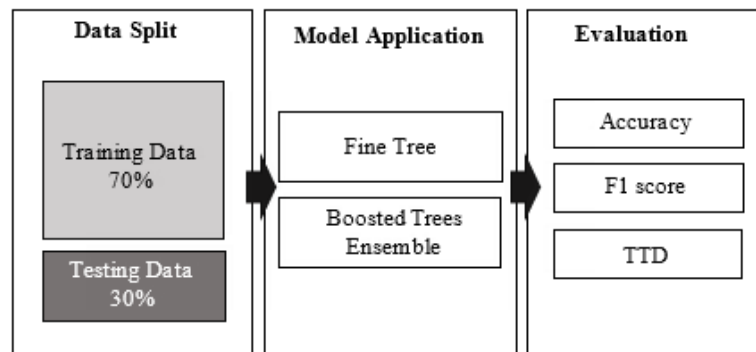 Data Split
Training Data
70%
Testing Data
30%
Model Application
Fine Tree
Boosted Trees
Ensemble
Evaluation
Accuracy
F1 score
TTD